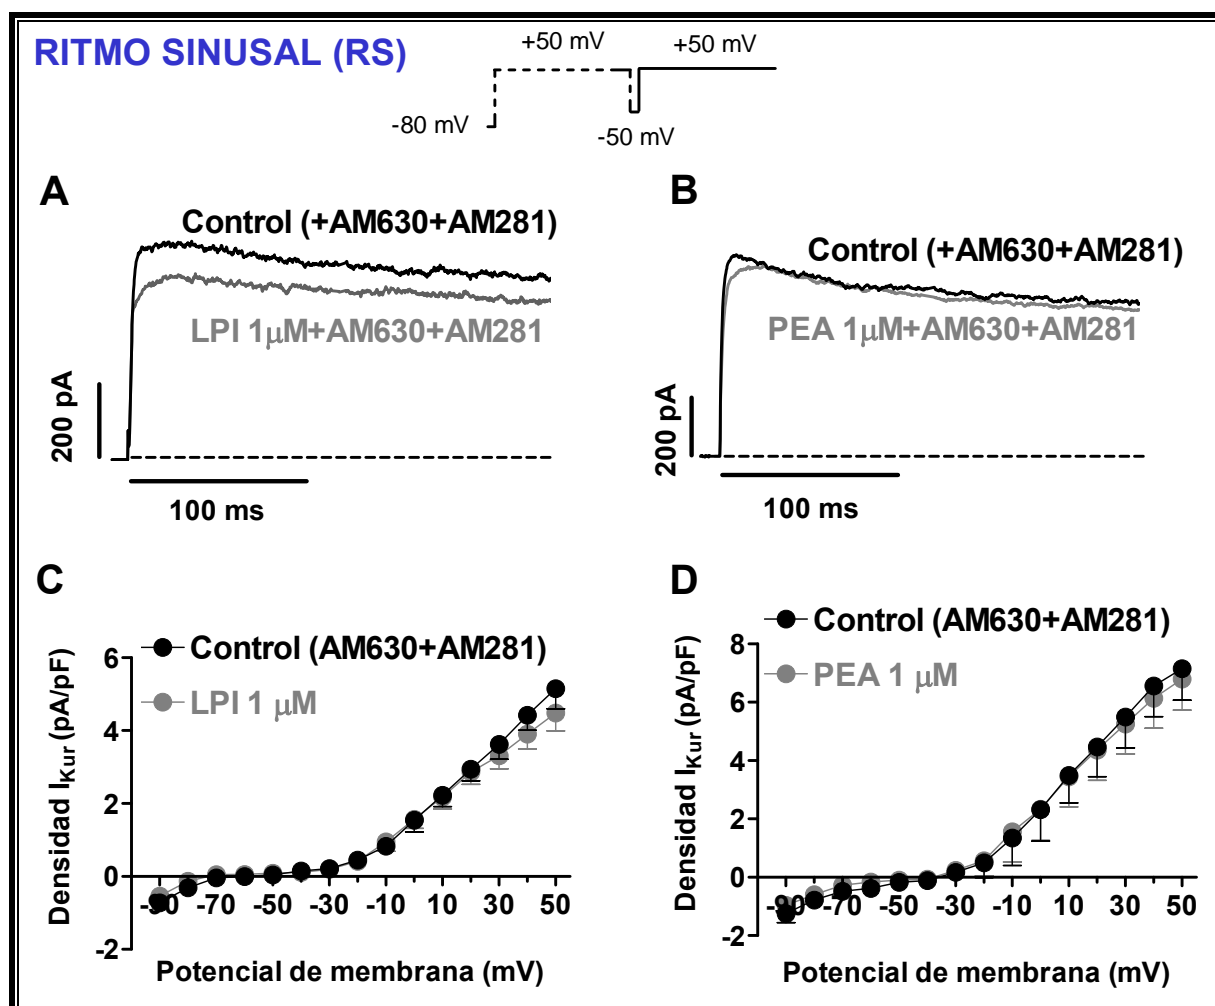 RITMO SINUSAL (RS)
+50 mV
+50 mV
-80 mV
-50 mV
A
Control (+AM630+AM281)
LPI 1μM+AM630+AM281
200 pA
100 ms
B
Control (+AM630+AM281)
PEA 1μM+AM630+AM281
200 pA
100 ms
C
Control (AM630+AM281)
LPI 1 μM
Densidad IKur (pA/pF)
6
4
2
0
-2
-90 -70 -50 -30 -10 10 30 50
Potencial de membrana (mV)
D
Control (AM630+AM281)
PEA 1 μM
Densidad IKur (pA/pF)
8
6
4
2
0
-2
-90 -70 -50 -30 -10 10 30 50
Potencial de membrana (mV)